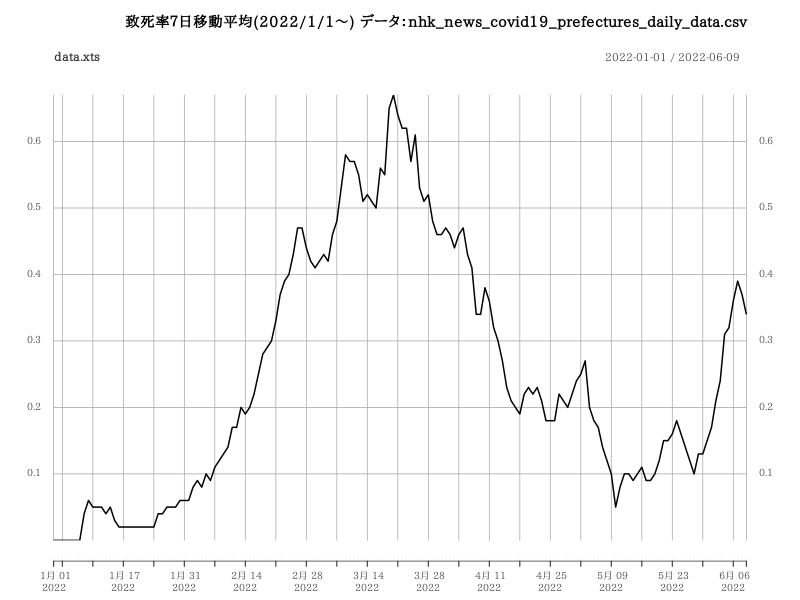 致死率7日移動平均(2022/1/1～) データ:nhk_news_covid19_prefectures_daily_data.csv
data.xts 2022-01-01 / 2022-06-09
0.6 0.6
0.5 0.5
0.4 0.4
0.3 0.3
0.2 0.2
0.1 0.1
1月 01 1月 17 1月 31 2月 14 2月 28 3月 14 3月 28 4月 11 4月 25 5月 09 5月 23 6月 06
2022 2022 2022 2022 2022 2022 2022 2022 2022 2022 2022 2022